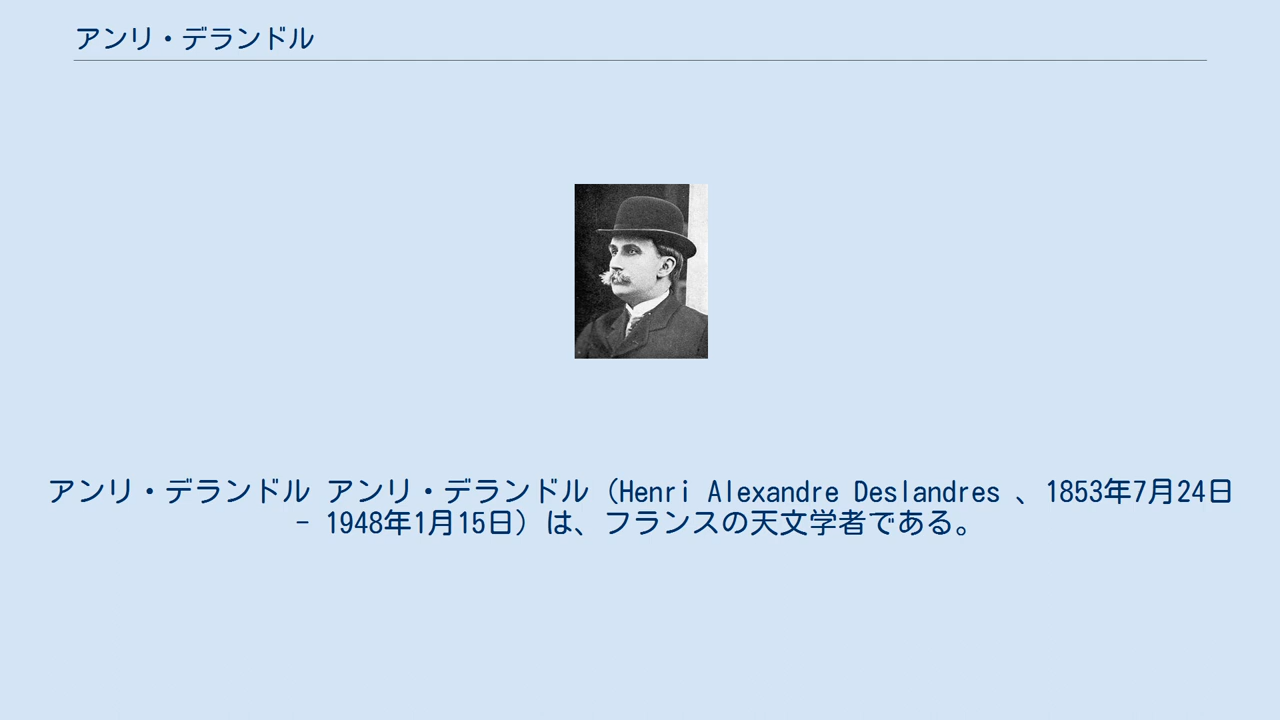 アンリ・デランドル
アンリ・デランドル アンリ・デランドル（Henri Alexandre Deslandres 、1853年7月24日
- 1948年1月15日）は、フランスの天文学者である。